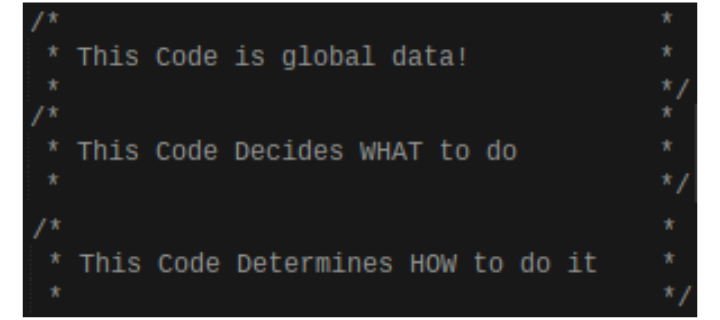 /* *
* This Code is global data! *
* */
/* *
* This Code Decides WHAT to do *
* */
/* *
* This Code Determines HOW to do it *
* */